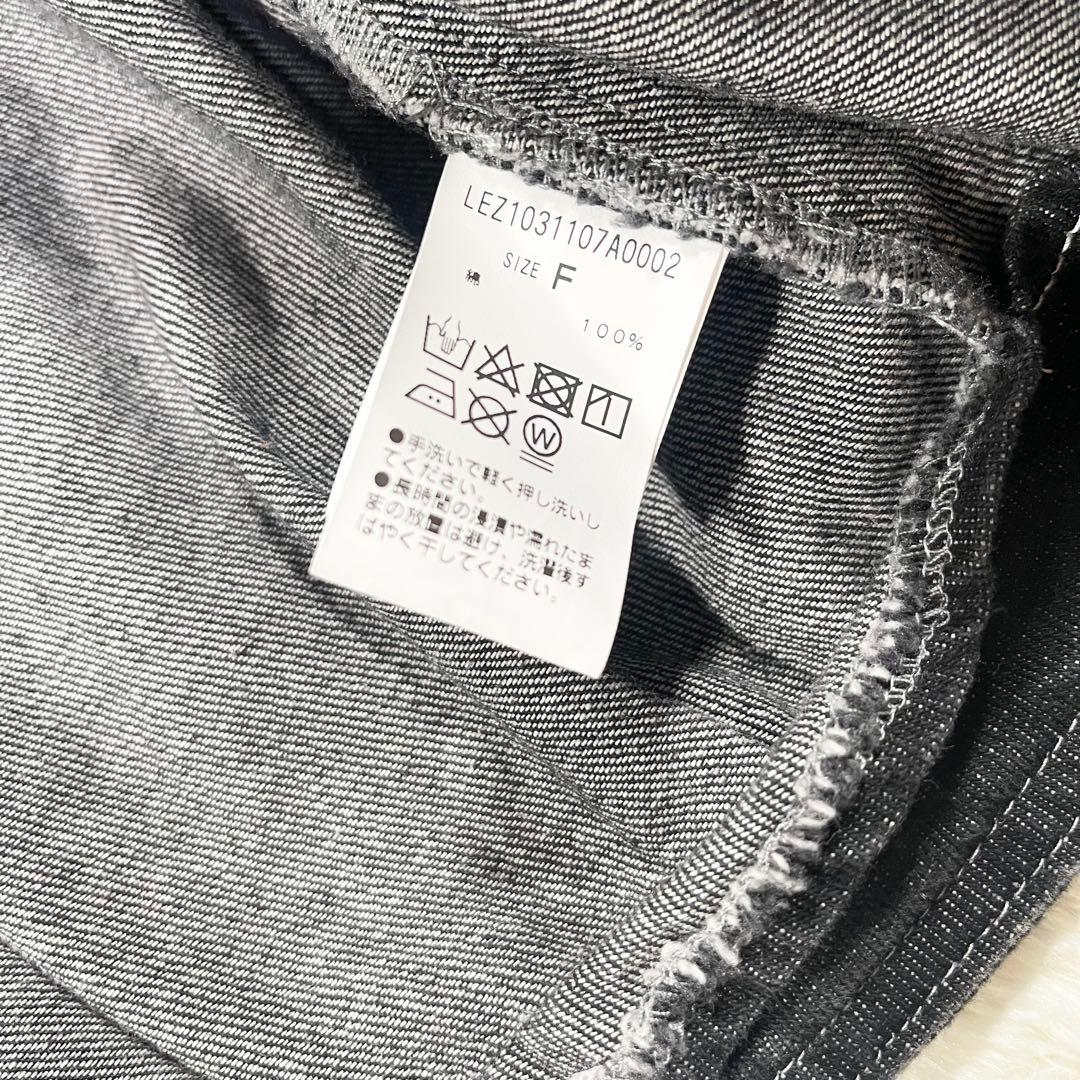 LEZ1031107A0002
SIZE F
綿 100%
W
●手洗いで軽く押し洗いし
てください。
●長時間の浸漬や濡れたま
まの放置は避け、洗濯後す
ばやく干してください。